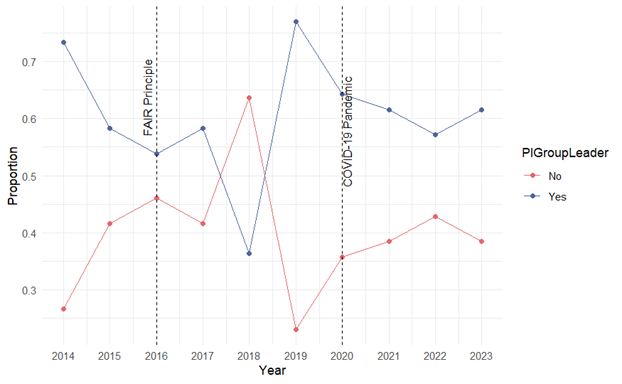 0.7
0.6
0.5
0.4
0.3
Proportion
FAIR Principle
COVID-19 Pandemic
2014 2015 2016 2017 2018 2019 2020 2021 2022 2023
Year
PIGroupLeader
No
Yes